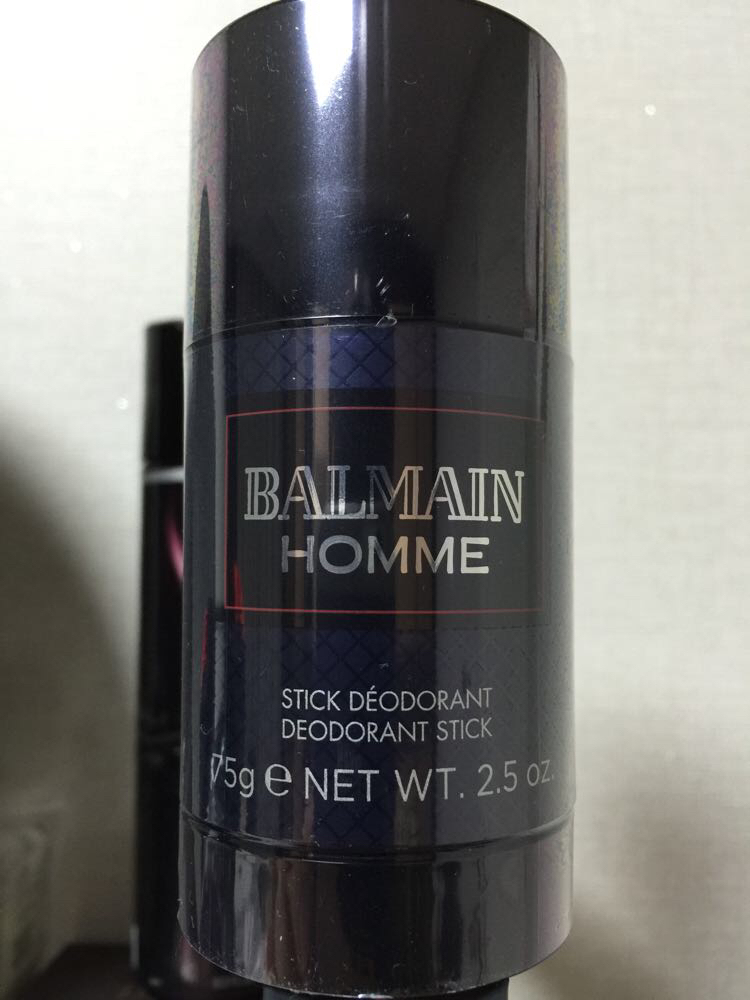 BALMAIN
HOMME
STICK DÉODORANT
DEODORANT STICK
75g e NET WT. 2.5 oz.